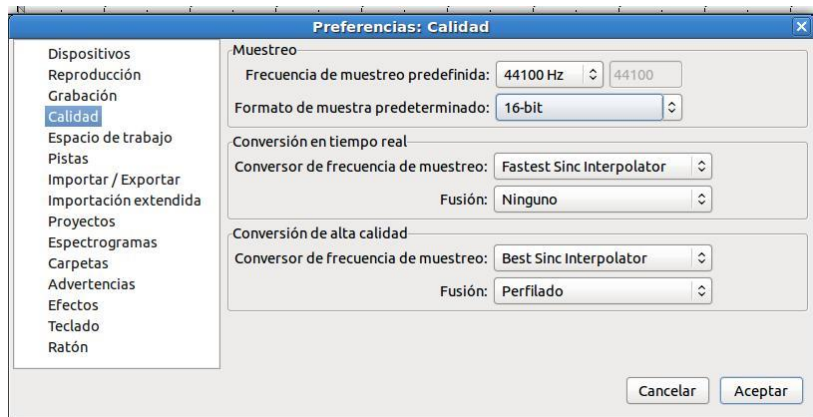 Preferencias: Calidad
Dispositivos
Reproducción
Grabación
Calidad
Espacio de trabajo
Pistas
Importar / Exportar
Importación extendida
Proyectos
Espectrogramas
Carpetas
Advertencias
Efectos
Teclado
Ratón
Muestreo
Frecuencia de muestreo predefinida: 44100 Hz 44100
Formato de muestra predeterminado: 16-bit
Conversión en tiempo real
Conversor de frecuencia de muestreo: Fastest Sinc Interpolator
Fusión: Ninguno
Conversión de alta calidad
Conversor de frecuencia de muestreo: Best Sinc Interpolator
Fusión: Perfilado
Cancelar Aceptar